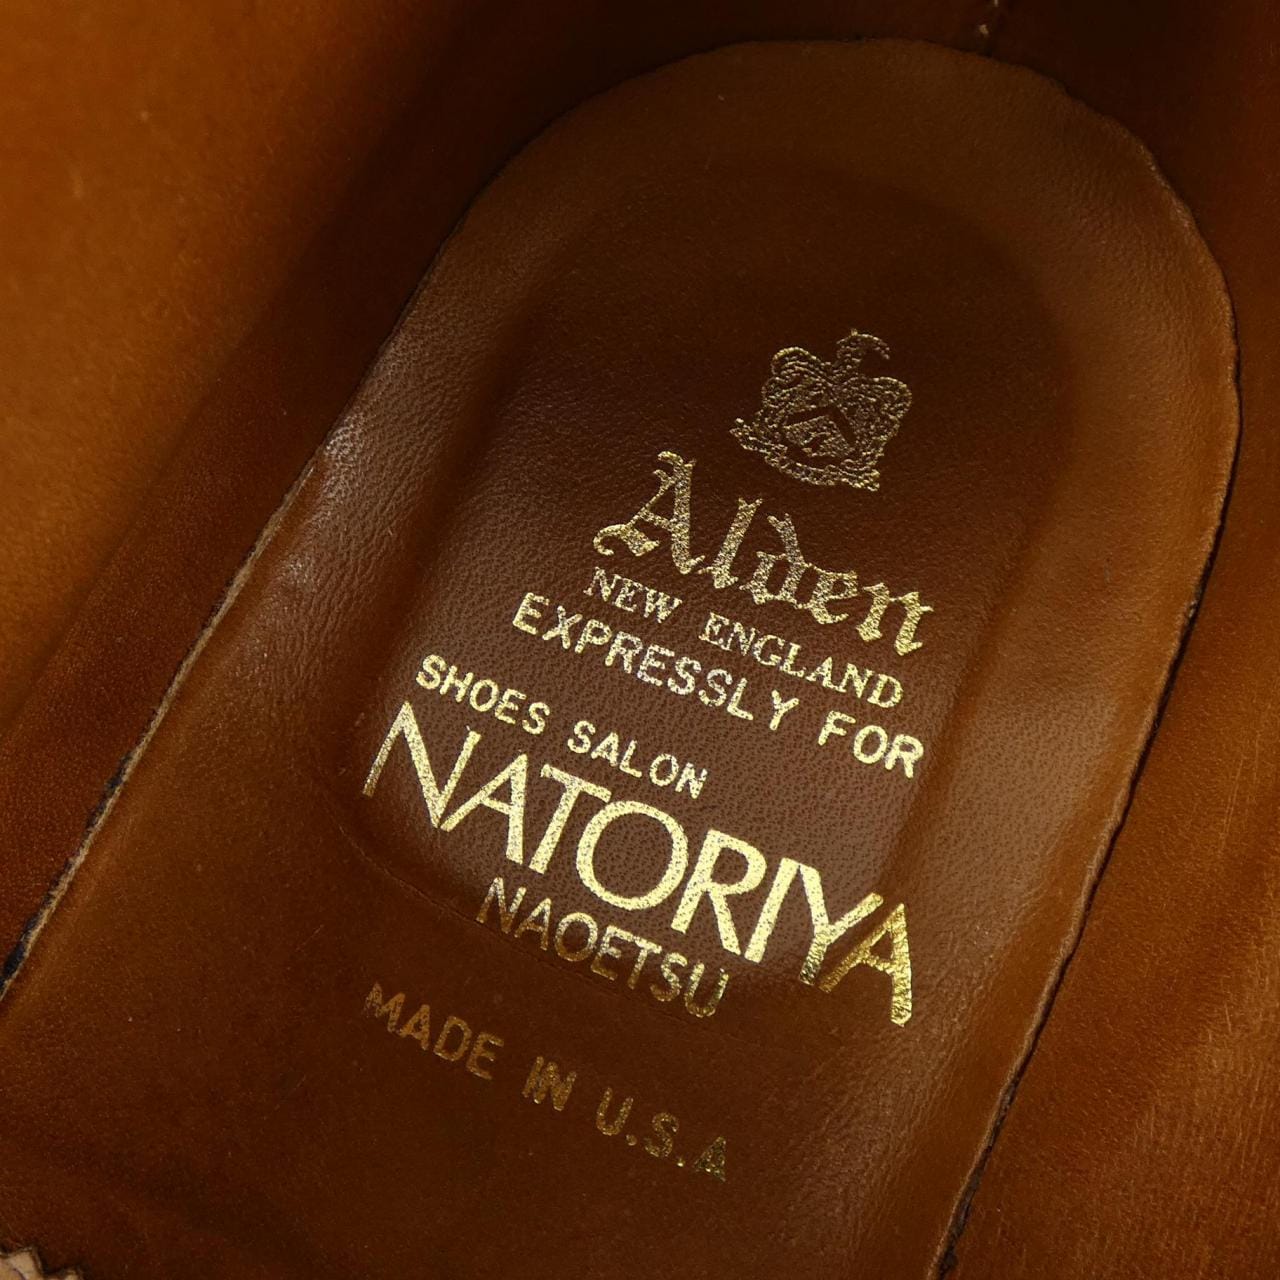 Alden
NEW ENGLAND
EXPRESSLY FOR
SHOES SALON
NATORIYA
NAOETSU
MADE IN U.S.A